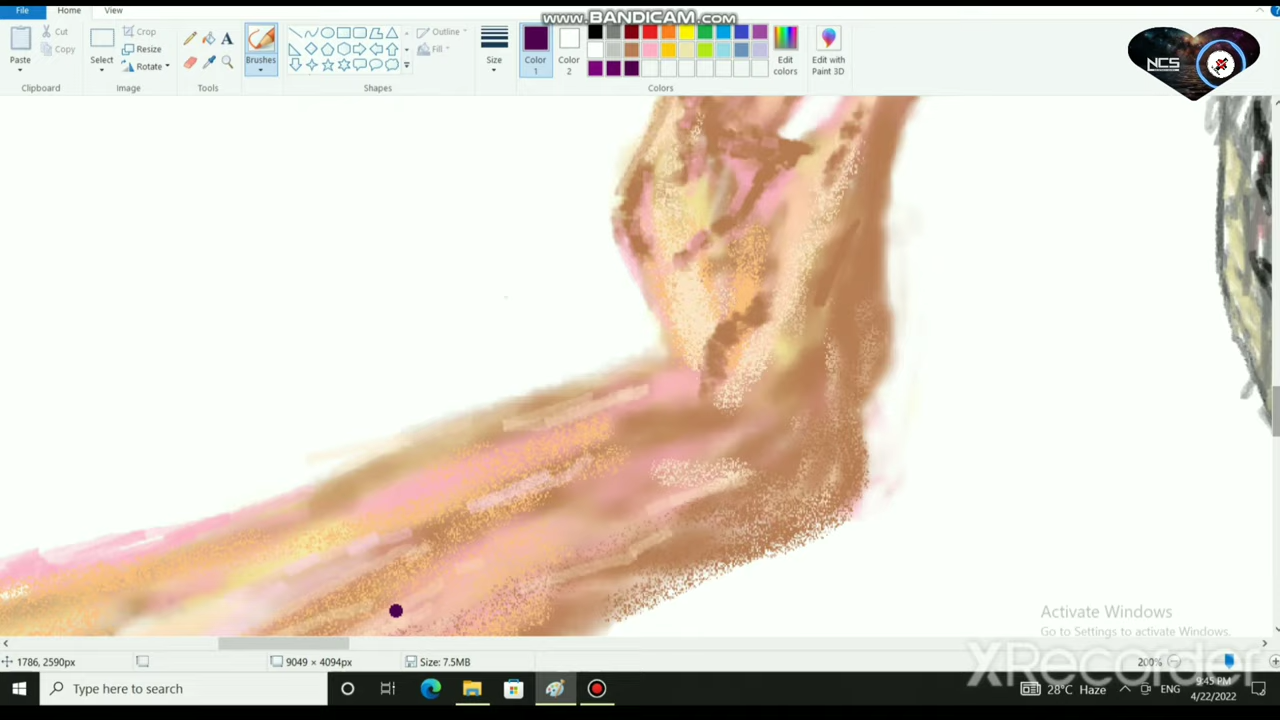 www.BANDICAM.com
File Home View
Paste
Cut
Copy
Clipboard
Select
Crop
Resize
Rotate
Image
A
Tools
Brushes
Outline
Fill
Shapes
Size
Color 1
Color 2
Edit colors
Colors
Edit with Paint 3D
NCS
Activate Windows
Go to Settings to activate Windows.
XRecorder
1786, 2590px
9049 × 4094px
Size: 7.5MB
200%
Type here to search
28°C Haze
ENG
9:45 PM
4/22/2022